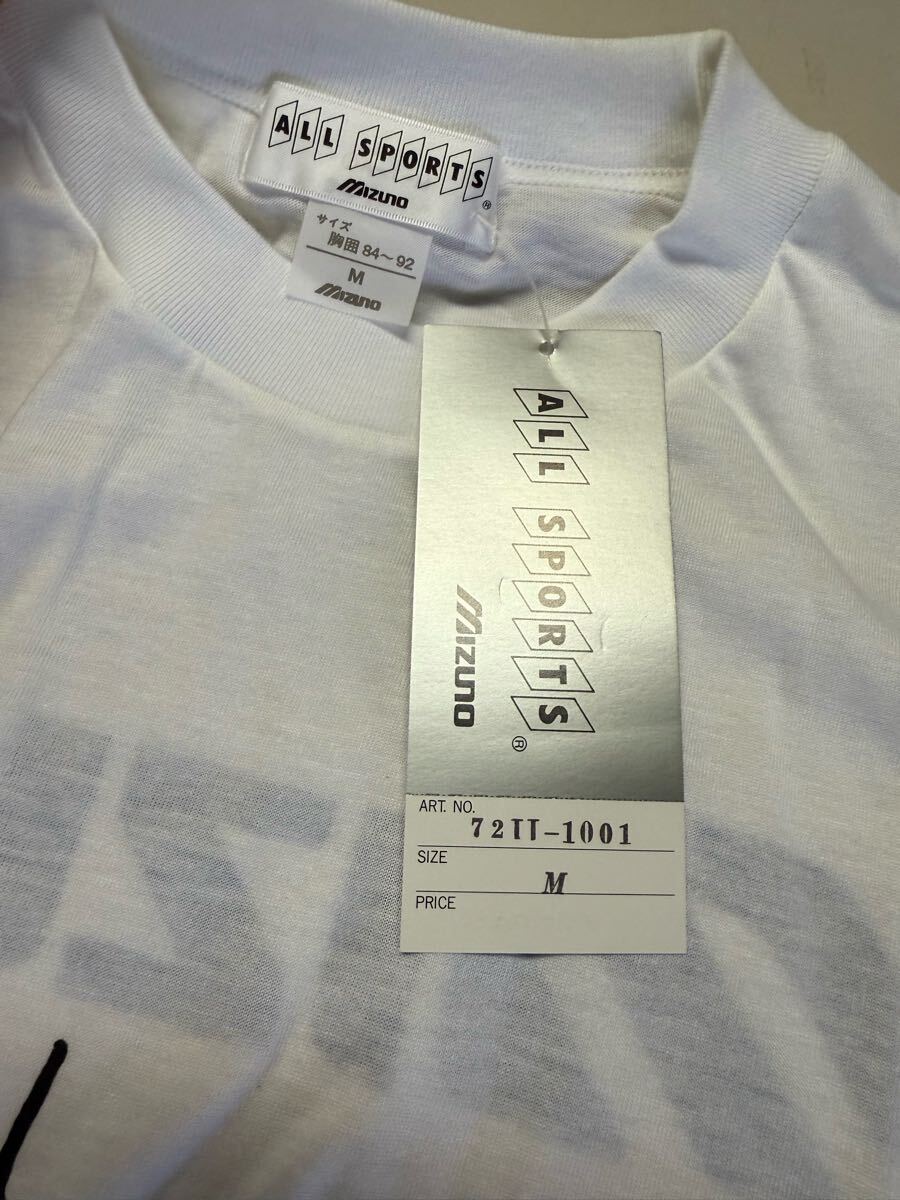 ALL SPORTS
®
Mizuno
サイズ
胸囲 84～92
M
Mizuno
ALL SPORTS
®
Mizuno
ART. NO.
72TT-1001
SIZE
M
PRICE